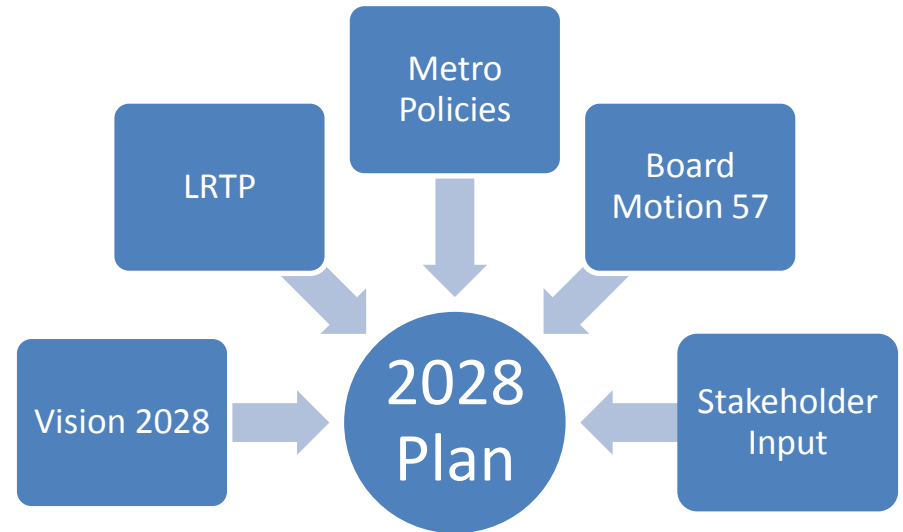 Metro
Policies
LRTP
Board
Motion 57
Vision 2028
2028
Plan
Stakeholder
Input